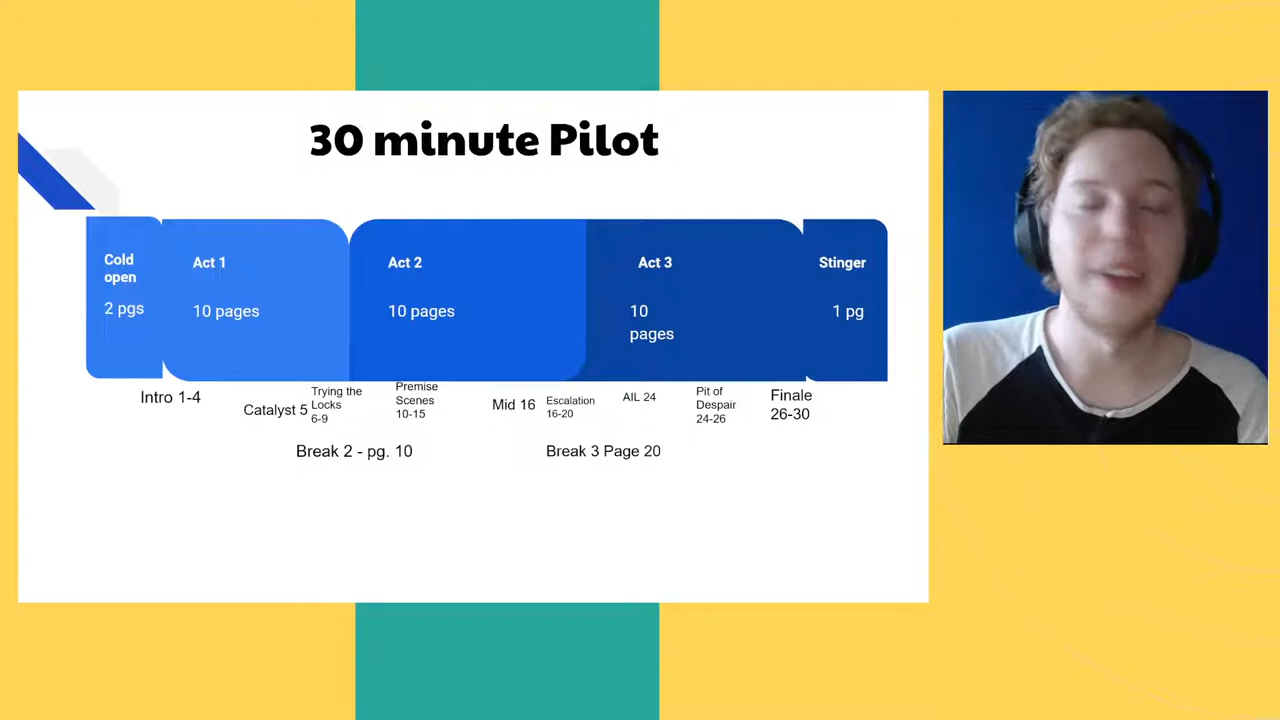 30 minute Pilot
Cold
open
2 pgs
Act 1
10 pages
Act 2
10 pages
Act 3
10
pages
Stinger
1 pg
Intro 1-4
Catalyst 5
Trying the
Locks
6-9
Premise
Scenes
10-15
Mid 16
Escalation
16-20
AIL 24
Pit of
Despair
24-26
Finale
26-30
Break 2 - pg. 10
Break 3 Page 20